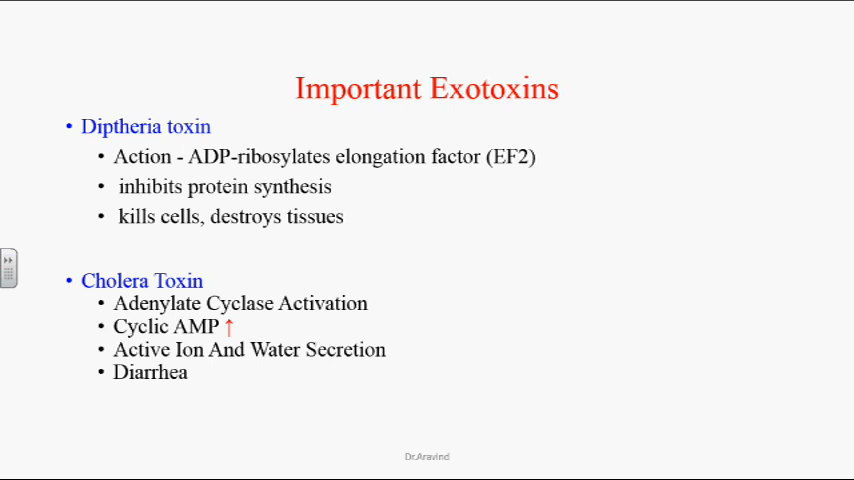 Important Exotoxins
• Diptheria toxin
• Action - ADP-ribosylates elongation factor (EF2)
• inhibits protein synthesis
• kills cells, destroys tissues
• Cholera Toxin
• Adenylate Cyclase Activation
• Cyclic AMP ↑
• Active Ion And Water Secretion
• Diarrhea
Dr.Aravind